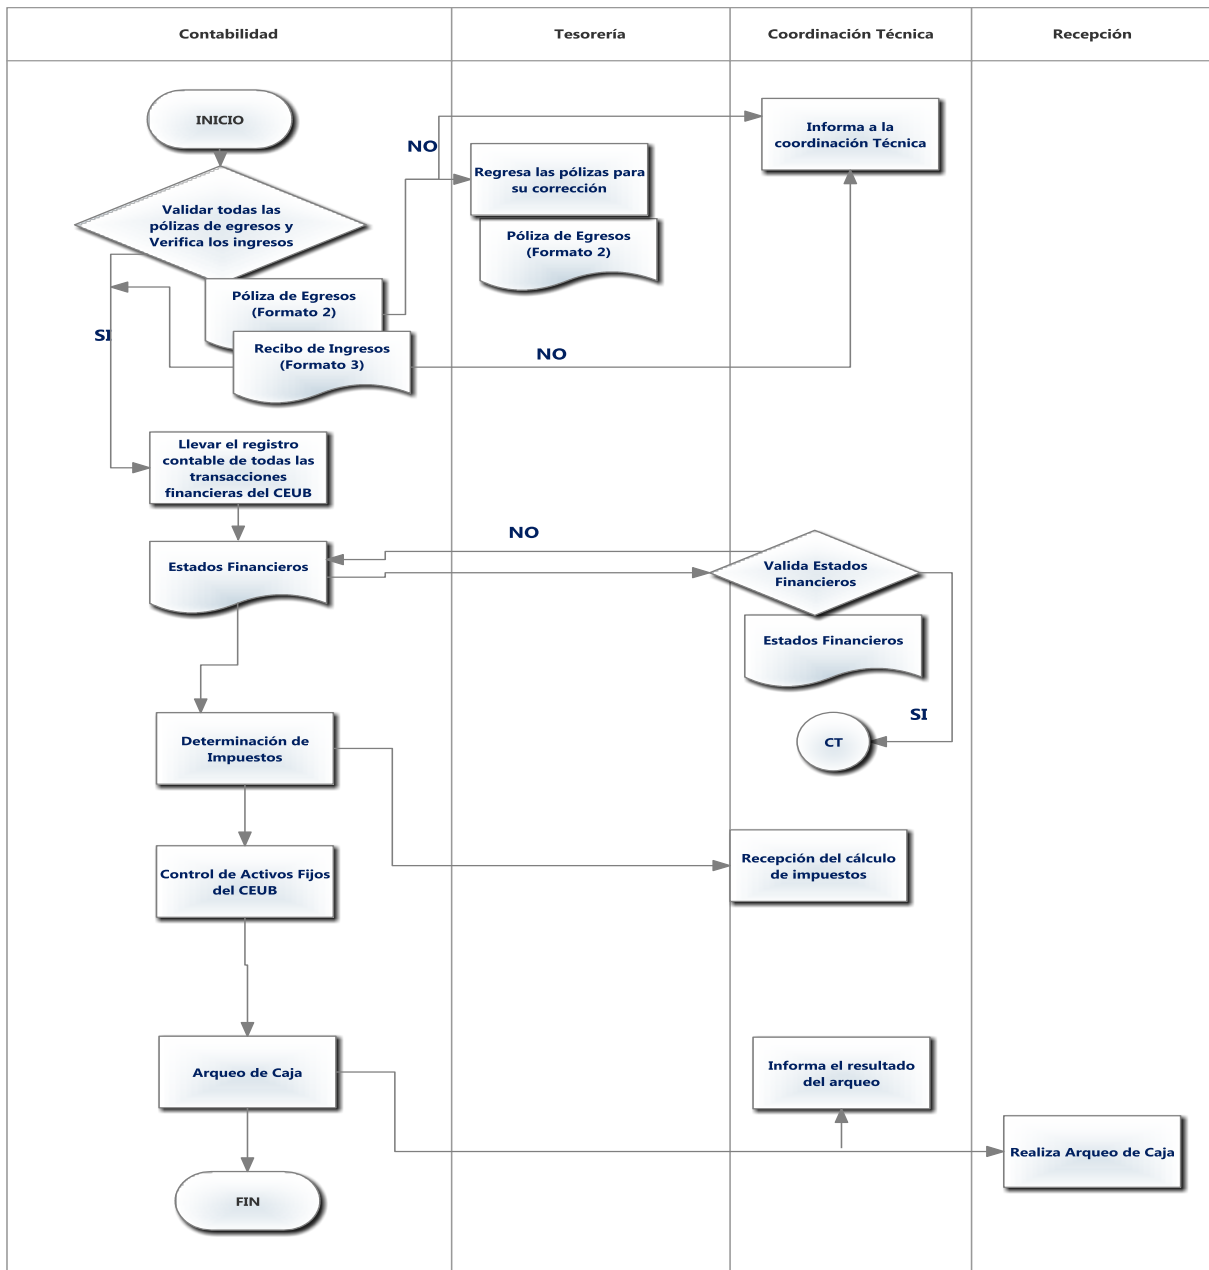 Contabilidad
Tesorería
Coordinación Técnica
Recepción
INICIO
Informa a la
coordinación Técnica
NO
Regresa las pólizas para
su corrección
Validar todas las
pólizas de egresos y
Verifica los ingresos
Póliza de Egresos
(Formato 2)
Póliza de Egresos
(Formato 2)
SI
Recibo de Ingresos
(Formato 3)
NO
Llevar el registro
contable de todas las
transacciones
financieras del CEUB
NO
Estados Financieros
Valida Estados
Financieros
Estados Financieros
SI
Determinación de
Impuestos
CT
Recepción del cálculo
de impuestos
Control de Activos Fijos
del CEUB
Arqueo de Caja
Informa el resultado
del arqueo
Realiza Arqueo de Caja
FIN